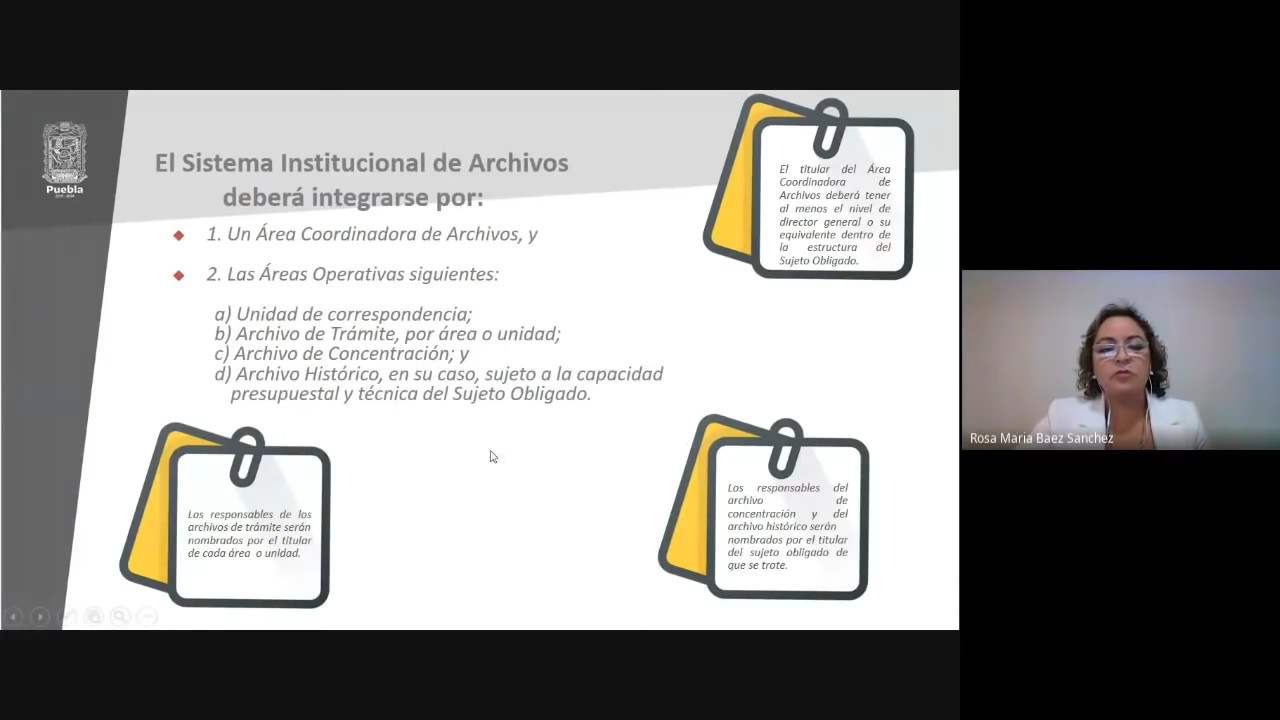 Puebla
El Sistema Institucional de Archivos
deberá integrarse por:
1. Un Área Coordinadora de Archivos, y
2. Las Áreas Operativas siguientes:
a) Unidad de correspondencia;
b) Archivo de Trámite, por área o unidad;
c) Archivo de Concentración; y
d) Archivo Histórico, en su caso, sujeto a la capacidad
presupuestal y técnica del Sujeto Obligado.
El titular del Área
Coordinadora de
Archivos deberá tener
al menos el nivel de
director general o su
equivalente dentro de
la estructura del
Sujeto Obligado.
Los responsables de los
archivos de trámite serán
nombrados por el titular
de cada área o unidad.
Los responsables del
archivo de
concentración y del
archivo histórico serán
nombrados por el titular
del sujeto obligado de
que se trate.
Rosa Maria Baez Sanchez